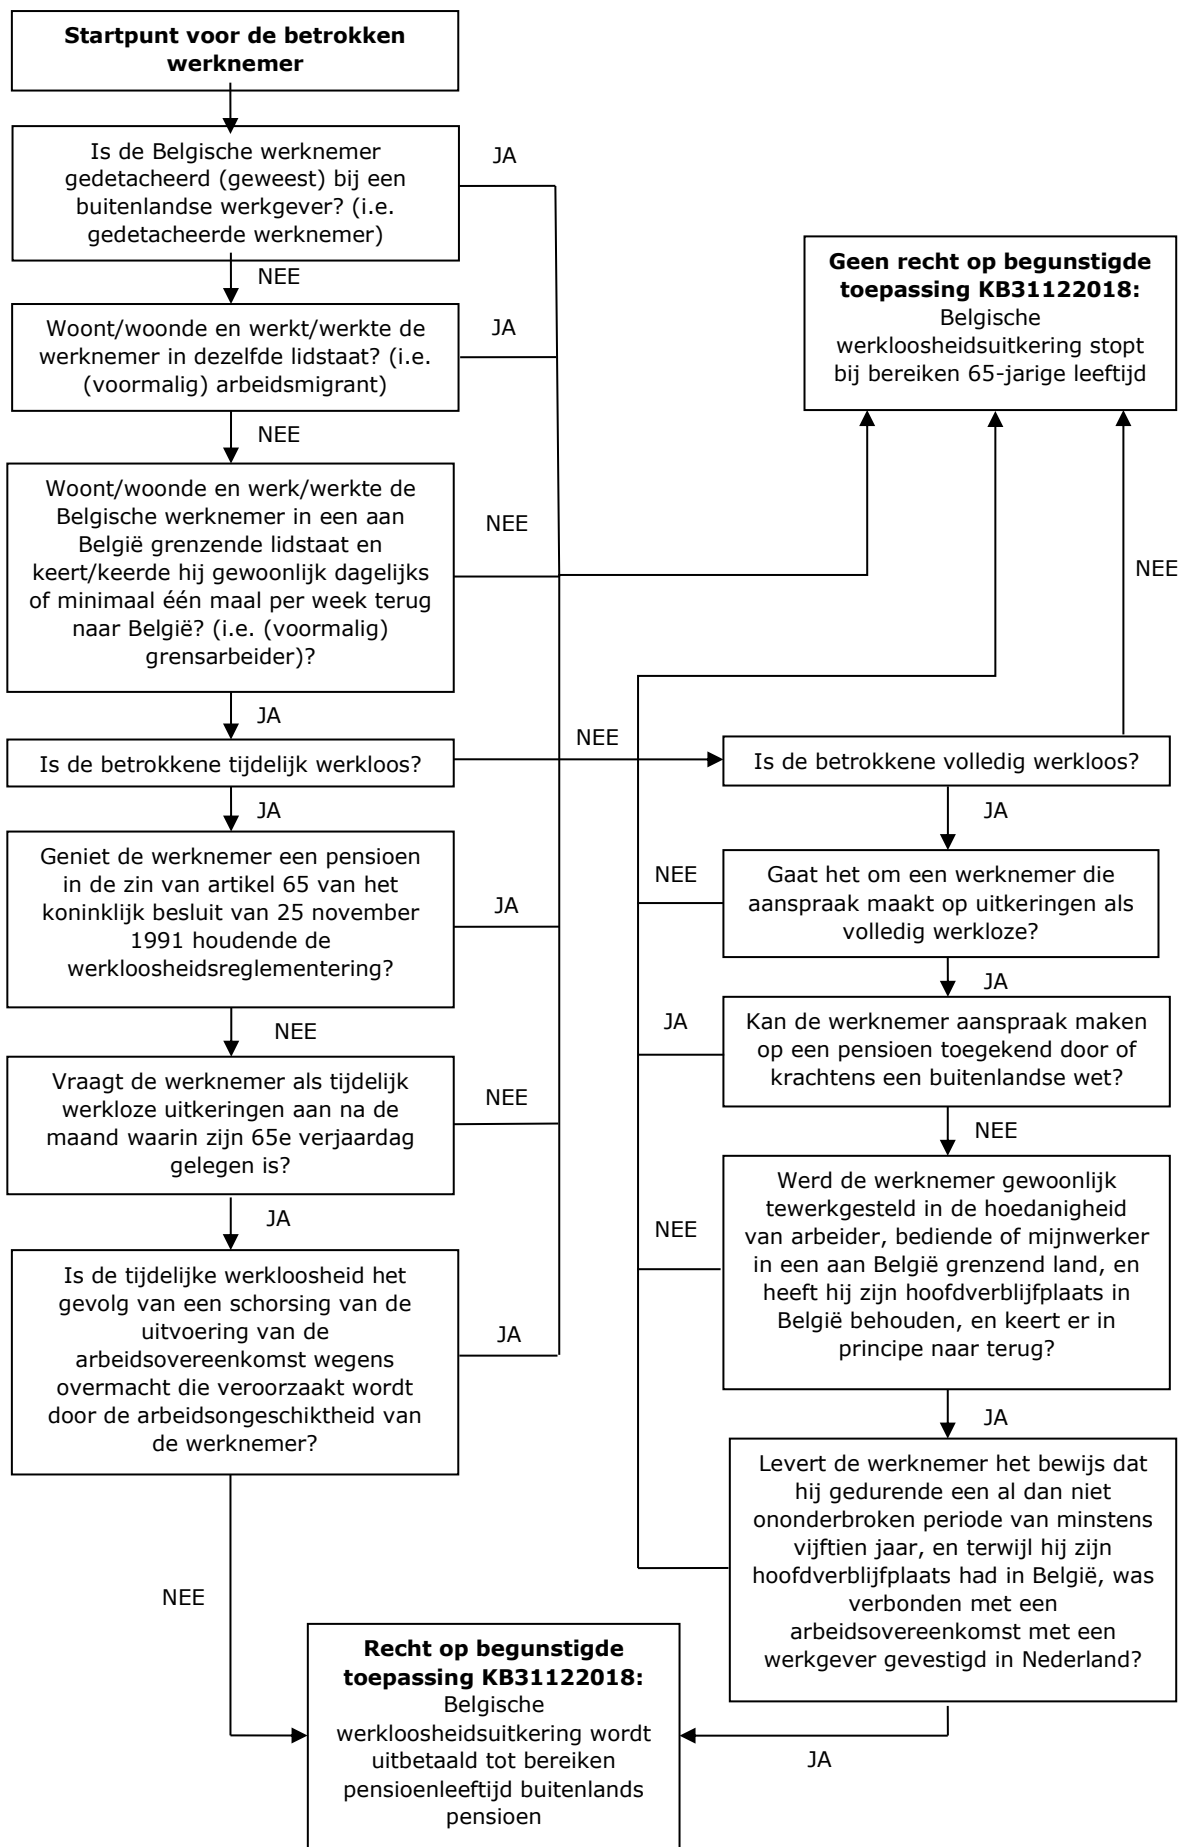 Startpunt voor de betrokken
werknemer
Is de Belgische werknemer
gedetacheerd (geweest) bij een
buitenlandse werkgever? (i.e.
gedetacheerde werknemer)
JA
NEE
Woont/woonde en werkt/werkte de
werknemer in dezelfde lidstaat? (i.e.
(voormalig) arbeidsmigrant)
JA
NEE
Woont/woonde en werk/werkte de
Belgische werknemer in een aan
België grenzende lidstaat en
keert/keerde hij gewoonlijk dagelijks
of minimaal één maal per week terug
naar België? (i.e. (voormalig)
grensarbeider)?
NEE
JA
Is de betrokkene tijdelijk werkloos?
NEE
JA
Geniet de werknemer een pensioen
in de zin van artikel 65 van het
koninklijk besluit van 25 november
1991 houdende de
werkloosheidsreglementering?
JA
NEE
Vraagt de werknemer als tijdelijk
werkloze uitkeringen aan na de
maand waarin zijn 65e verjaardag
gelegen is?
NEE
JA
Is de tijdelijke werkloosheid het
gevolg van een schorsing van de
uitvoering van de
arbeidsovereenkomst wegens
overmacht die veroorzaakt wordt
door de arbeidsongeschiktheid van
de werknemer?
JA
NEE
Geen recht op begunstigde
toepassing KB31122018:
Belgische
werkloosheidsuitkering stopt
bij bereiken 65-jarige leeftijd
NEE
Is de betrokkene volledig werkloos?
JA
Gaat het om een werknemer die
aanspraak maakt op uitkeringen als
volledig werkloze?
NEE
JA
Kan de werknemer aanspraak maken
op een pensioen toegekend door of
krachtens een buitenlandse wet?
JA
NEE
Werd de werknemer gewoonlijk
tewerkgesteld in de hoedanigheid
van arbeider, bediende of mijnwerker
in een aan België grenzend land, en
heeft hij zijn hoofdverblijfplaats in
België behouden, en keert er in
principe naar terug?
NEE
JA
Levert de werknemer het bewijs dat
hij gedurende een al dan niet
ononderbroken periode van minstens
vijftien jaar, en terwijl hij zijn
hoofdverblijfplaats had in België, was
verbonden met een
arbeidsovereenkomst met een
werkgever gevestigd in Nederland?
JA
Recht op begunstigde
toepassing KB31122018:
Belgische
werkloosheidsuitkering wordt
uitbetaald tot bereiken
pensioenleeftijd buitenlands
pensioen